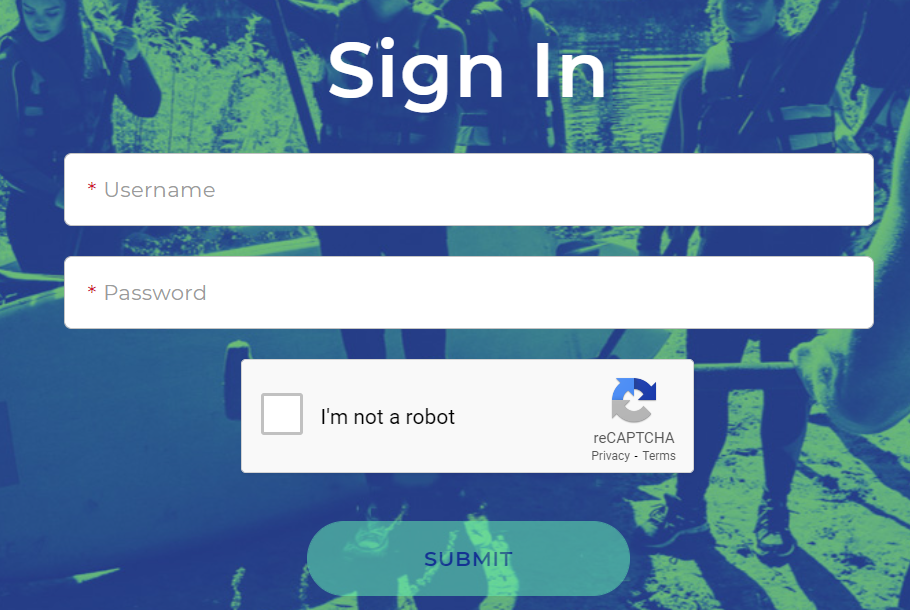 Sign In
* Username
* Password
I'm not a robot
reCAPTCHA
Privacy - Terms
SUBMIT